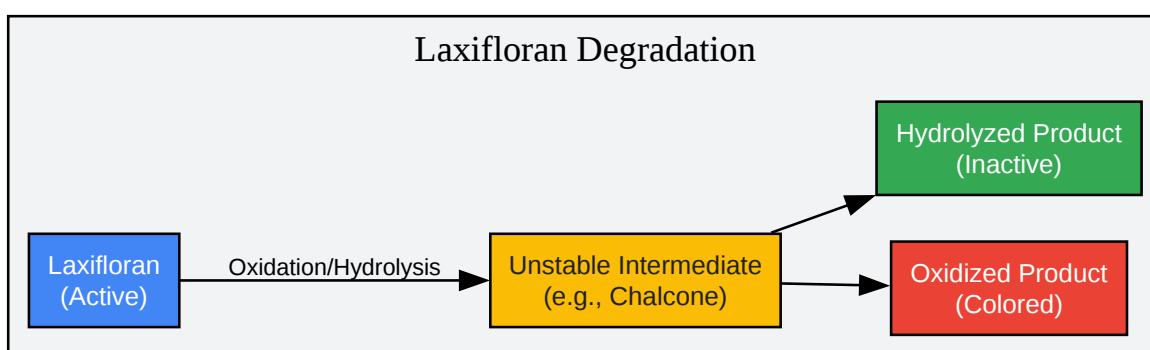 Laxifloran Degradation
Hydrolyzed Product
(Inactive)
Laxifloran
(Active)
Oxidation/Hydrolysis
Unstable Intermediate
(e.g., Chalcone)
Oxidized Product
(Colored)